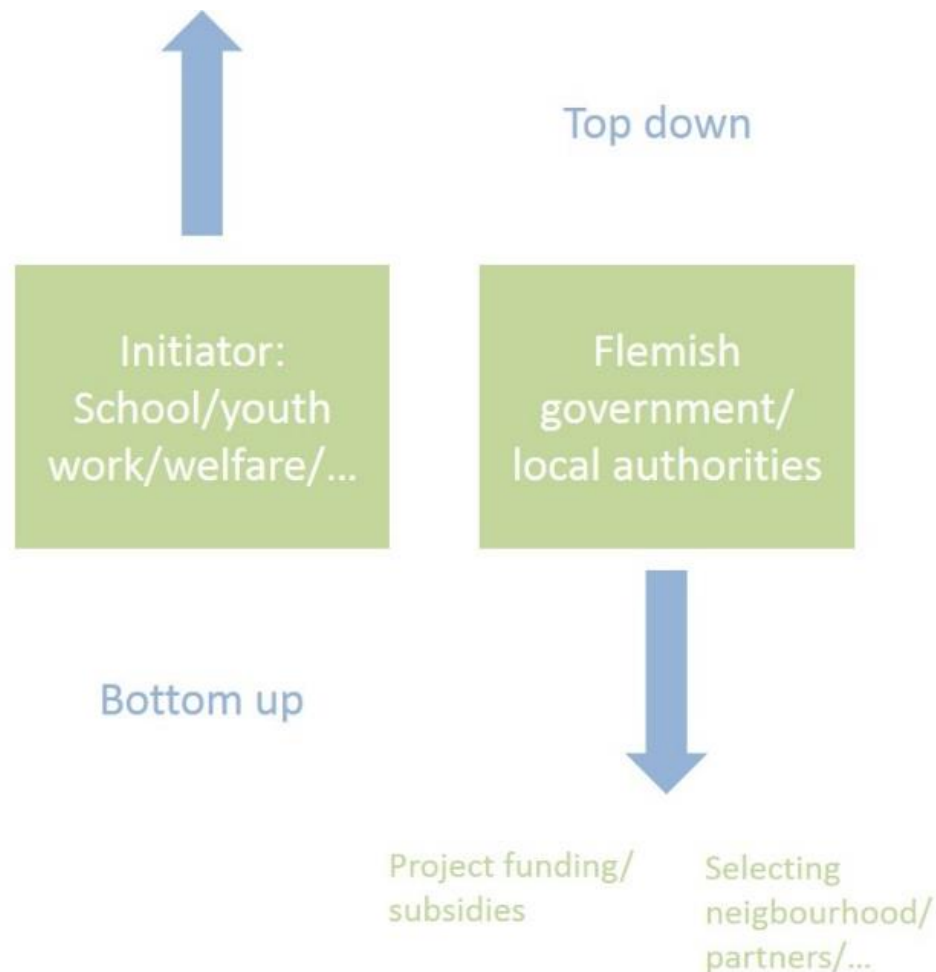 Top down
Initiator:
School/youth
work/welfare/...
Flemish
government/
local authorities
Bottom up
Project funding/
subsidies
Selecting
neigbourhood/
partners/...